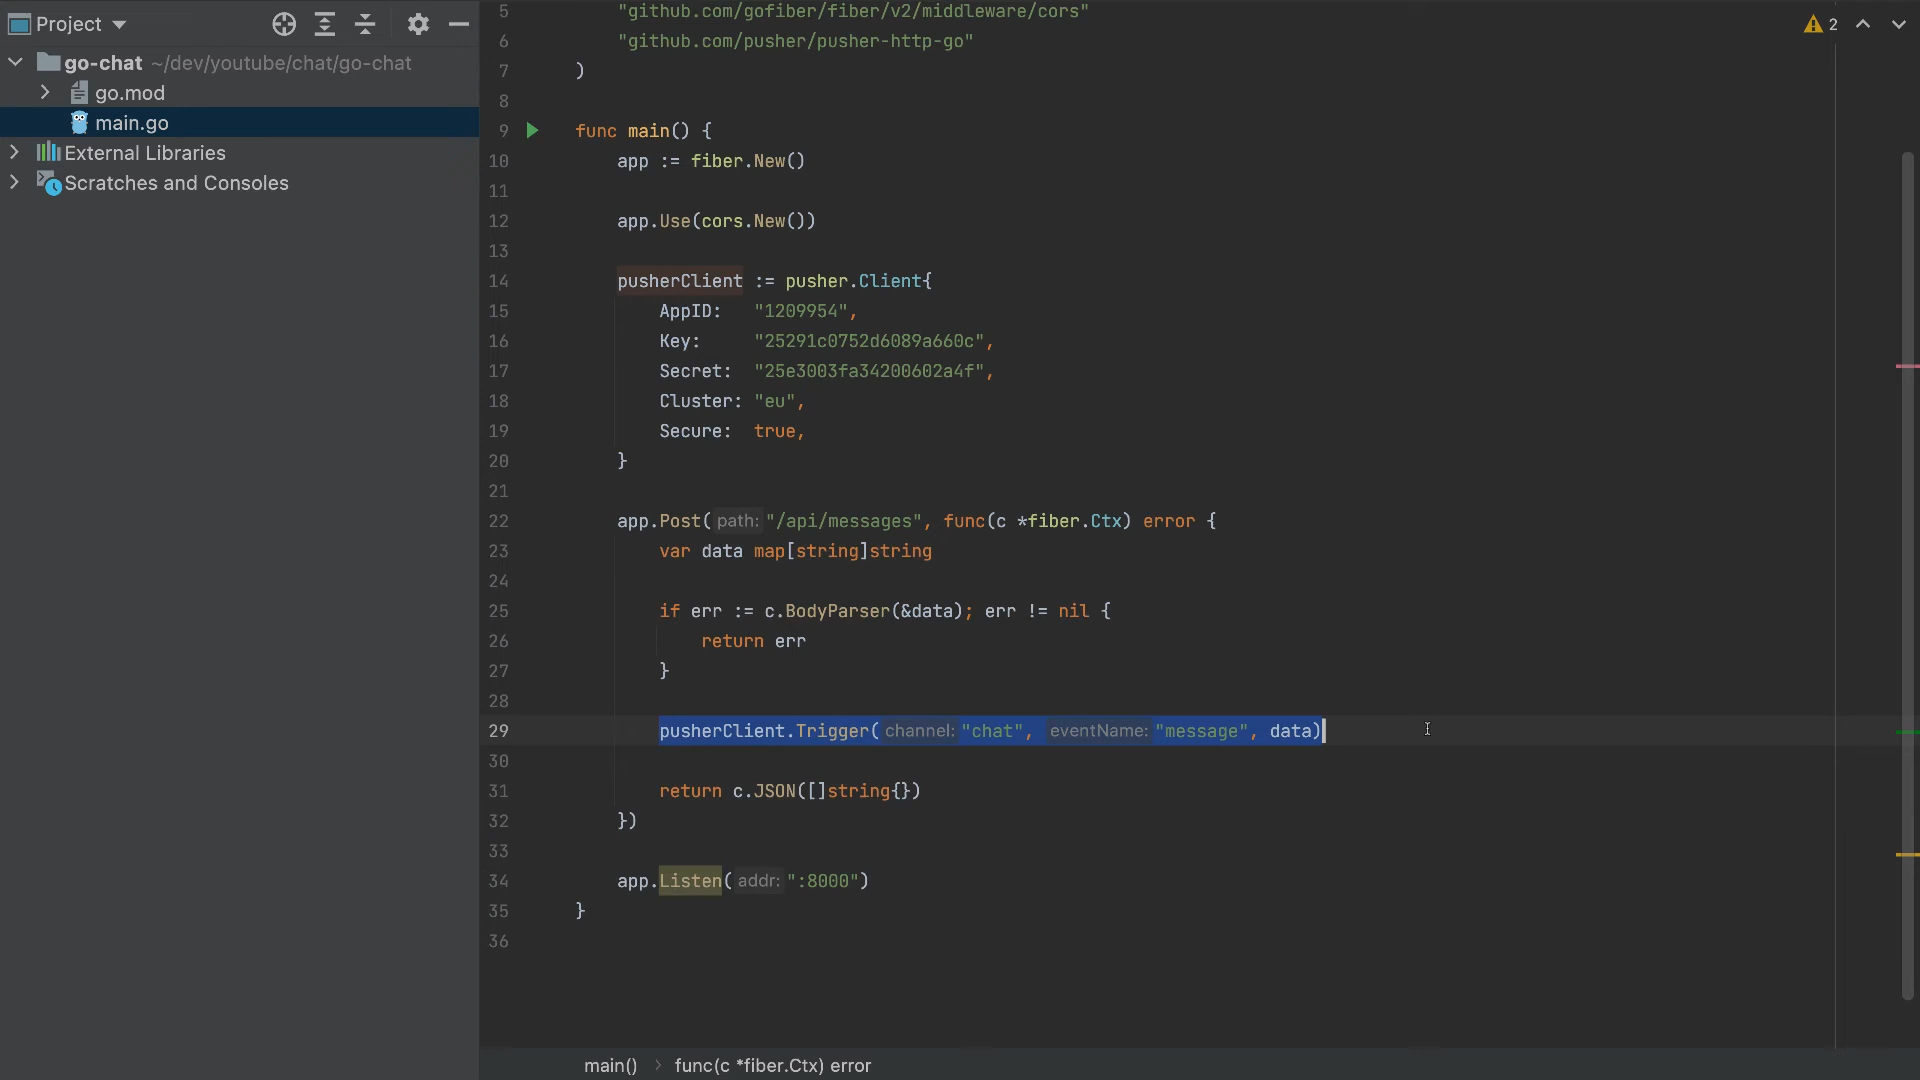 Project
go-chat ~/dev/youtube/chat/go-chat
go.mod
main.go
External Libraries
Scratches and Consoles
2
5 "github.com/gofiber/fiber/v2/middleware/cors"
6 "github.com/pusher/pusher-http-go"
7 )
8
9 func main() {
10 app := fiber.New()
11
12 app.Use(cors.New())
13
14 pusherClient := pusher.Client{
15 AppID: "1209954",
16 Key: "25291c0752d6089a660c",
17 Secret: "25e3003fa34200602a4f",
18 Cluster: "eu",
19 Secure: true,
20 }
21
22 app.Post( path: "/api/messages", func(c *fiber.Ctx) error {
23 var data map[string]string
24
25 if err := c.BodyParser(&data); err != nil {
26 return err
27 }
28
29 pusherClient.Trigger( channel: "chat", eventName: "message", data)
30
31 return c.JSON([]string{})
32 })
33
34 app.Listen( addr: ":8000")
35 }
36
main() > func(c *fiber.Ctx) error